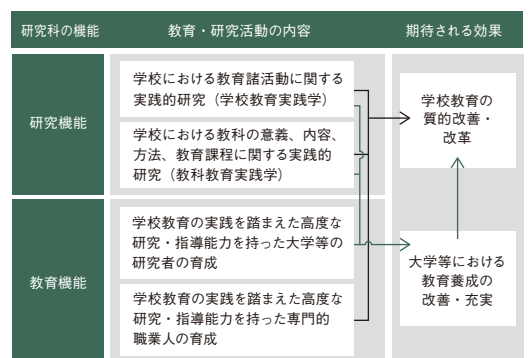 研究科の機能
教育・研究活動の内容
期待される効果
研究機能
学校における教育諸活動に関する
実践的研究（学校教育実践学）
学校における教科の意義、内容、
方法、教育課程に関する実践的
研究（教科教育実践学）
学校教育の
質的改善・
改革
教育機能
学校教育の実践を踏まえた高度な
研究・指導能力を持った大学等の
研究者の育成
学校教育の実践を踏まえた高度な
研究・指導能力を持った専門的
職業人の育成
大学等における
教育養成の
改善・充実